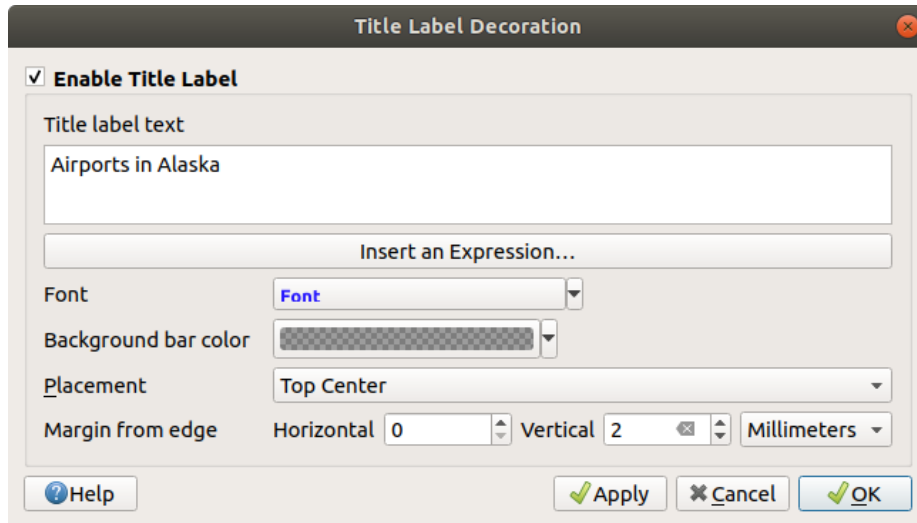 Title Label Decoration
Enable Title Label
Title label text
Airports in Alaska
Insert an Expression...
Font Font
Background bar color
Placement Top Center
Margin from edge Horizontal 0 Vertical 2 Millimeters
Help Apply Cancel OK